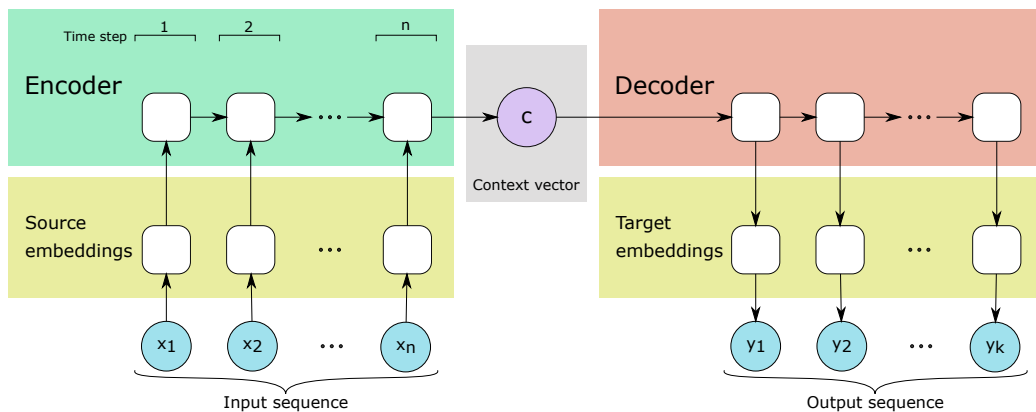 Time step
1
2
n
Encoder
Decoder
c
Context vector
Source
embeddings
...
Target
embeddings
...
x1
x2
...
xn
y1
y2
...
yk
Input sequence
Output sequence